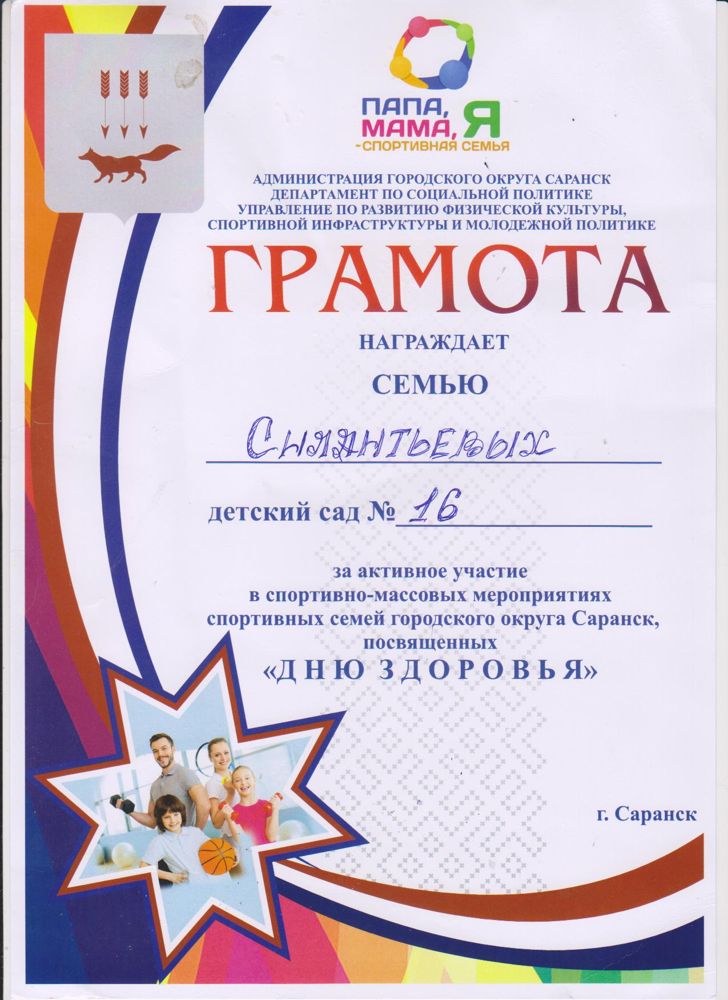 ПАПА,
МАМА, Я
~СПОРТИВНАЯ СЕМЬЯ
АДМИНИСТРАЦИЯ ГОРОДСКОГО ОКРУГА САРАНСК
ДЕПАРТАМЕНТ ПО СОЦИАЛЬНОЙ ПОЛИТИКЕ
УПРАВЛЕНИЕ ПО РАЗВИТИЮ ФИЗИЧЕСКОЙ КУЛЬТУРЫ,
СПОРТИВНОЙ ИНФРАСТРУКТУРЫ И МОЛОДЕЖНОЙ ПОЛИТИКЕ
ГРАМОТА
НАГРАЖДАЕТ
СЕМЬЮ
Силантьевых
детский сад № 16
за активное участие
в спортивно-массовых мероприятиях
спортивных семей городского округа Саранск,
посвященных
«ДНЮ ЗДОРОВЬЯ»
г. Саранск